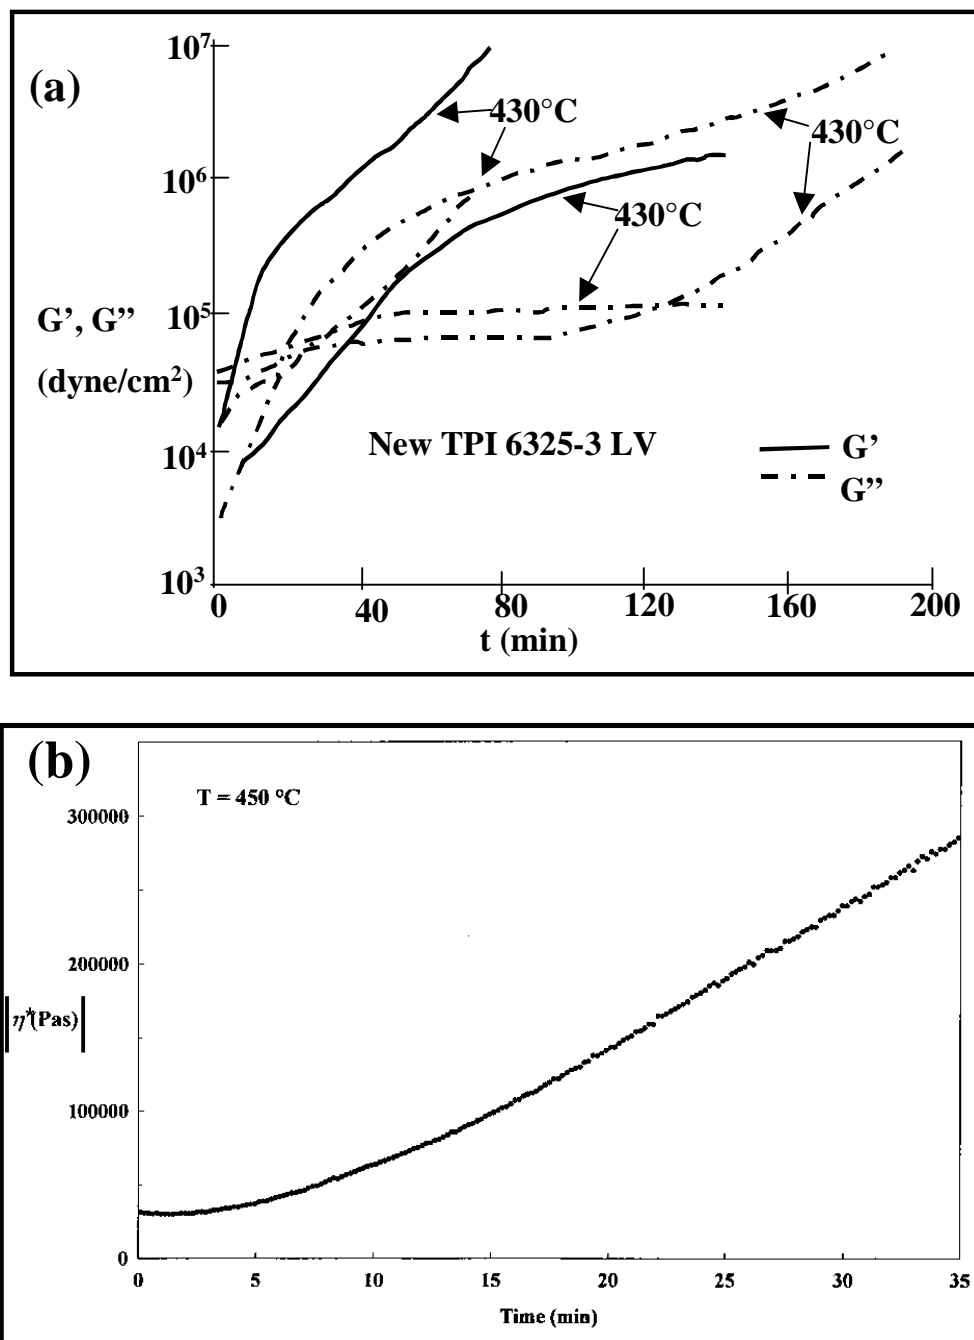 (a)
10⁷
430°C
430°C
10⁶
430°C
G’, G”
10⁵
(dyne/cm²)
10⁴
New TPI 6325-3 LV
G’
G”
10³
0 40 80 120 160 200
t (min)
(b)
T = 450 °C
300000
200000
|η*(Pas)|
100000
0
0 5 10 15 20 25 30 35
Time (min)